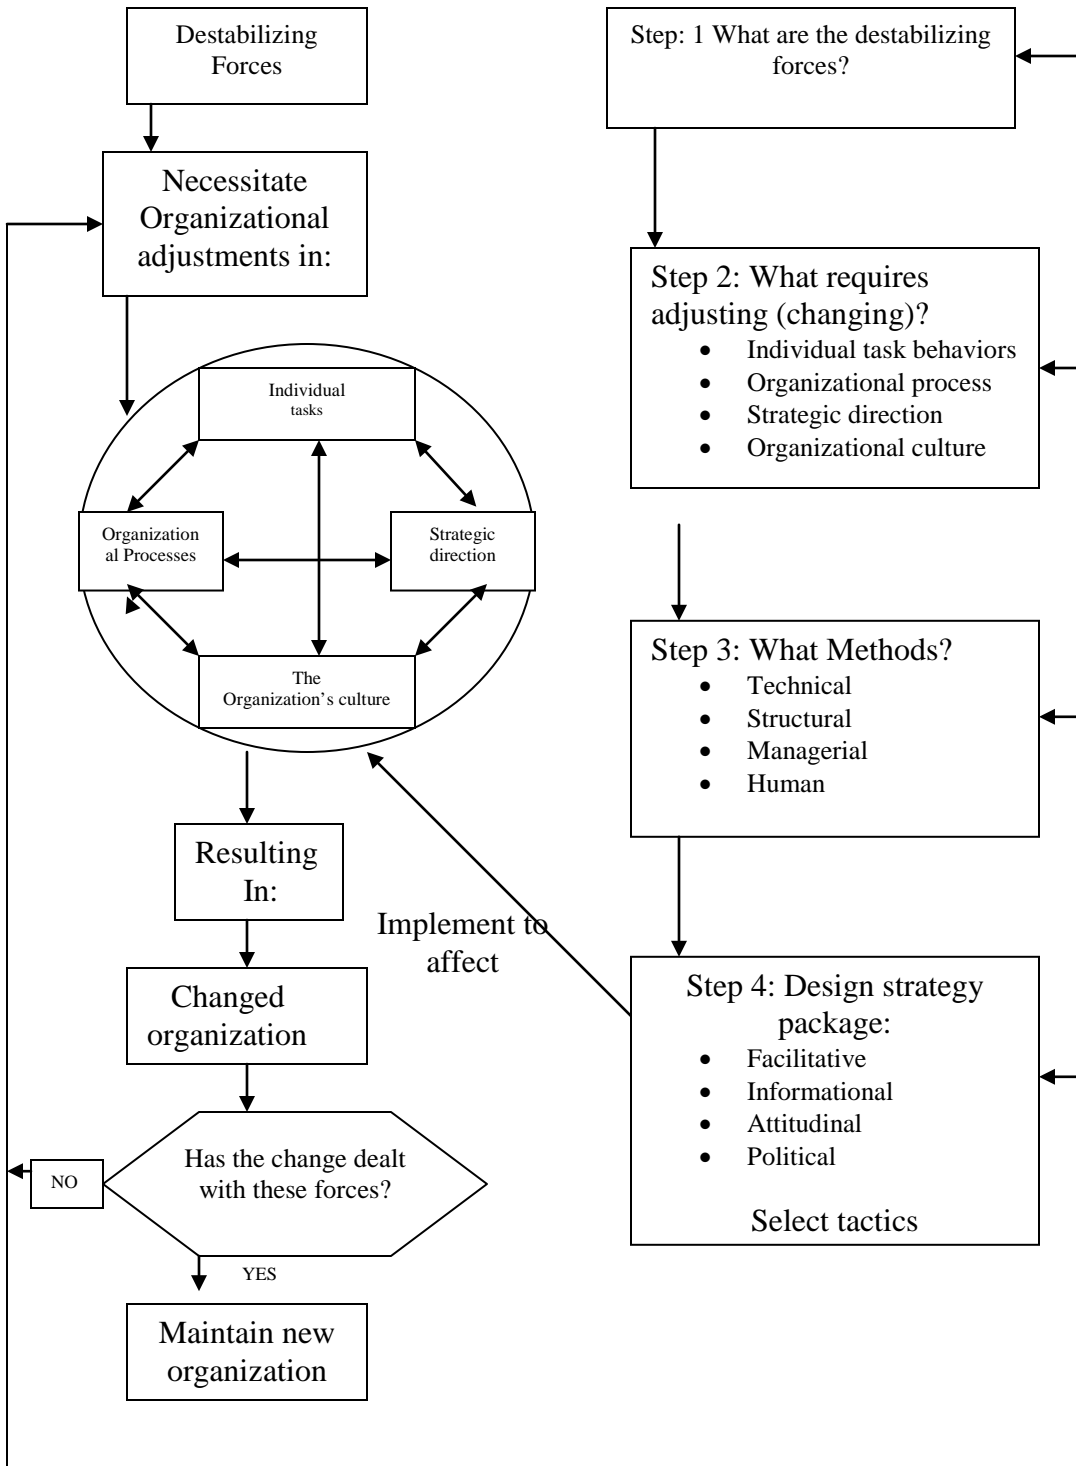 Destabilizing
Forces
Necessitate
Organizational
adjustments in:
Individual
tasks
Organization
al Processes
Strategic
direction
The
Organization’s culture
Resulting
In:
Changed
organization
Has the change dealt
with these forces?
NO
YES
Maintain new
organization
Implement to
affect
Step: 1 What are the destabilizing
forces?
Step 2: What requires
adjusting (changing)?
• Individual task behaviors
• Organizational process
• Strategic direction
• Organizational culture
Step 3: What Methods?
• Technical
• Structural
• Managerial
• Human
Step 4: Design strategy
package:
• Facilitative
• Informational
• Attitudinal
• Political
Select tactics